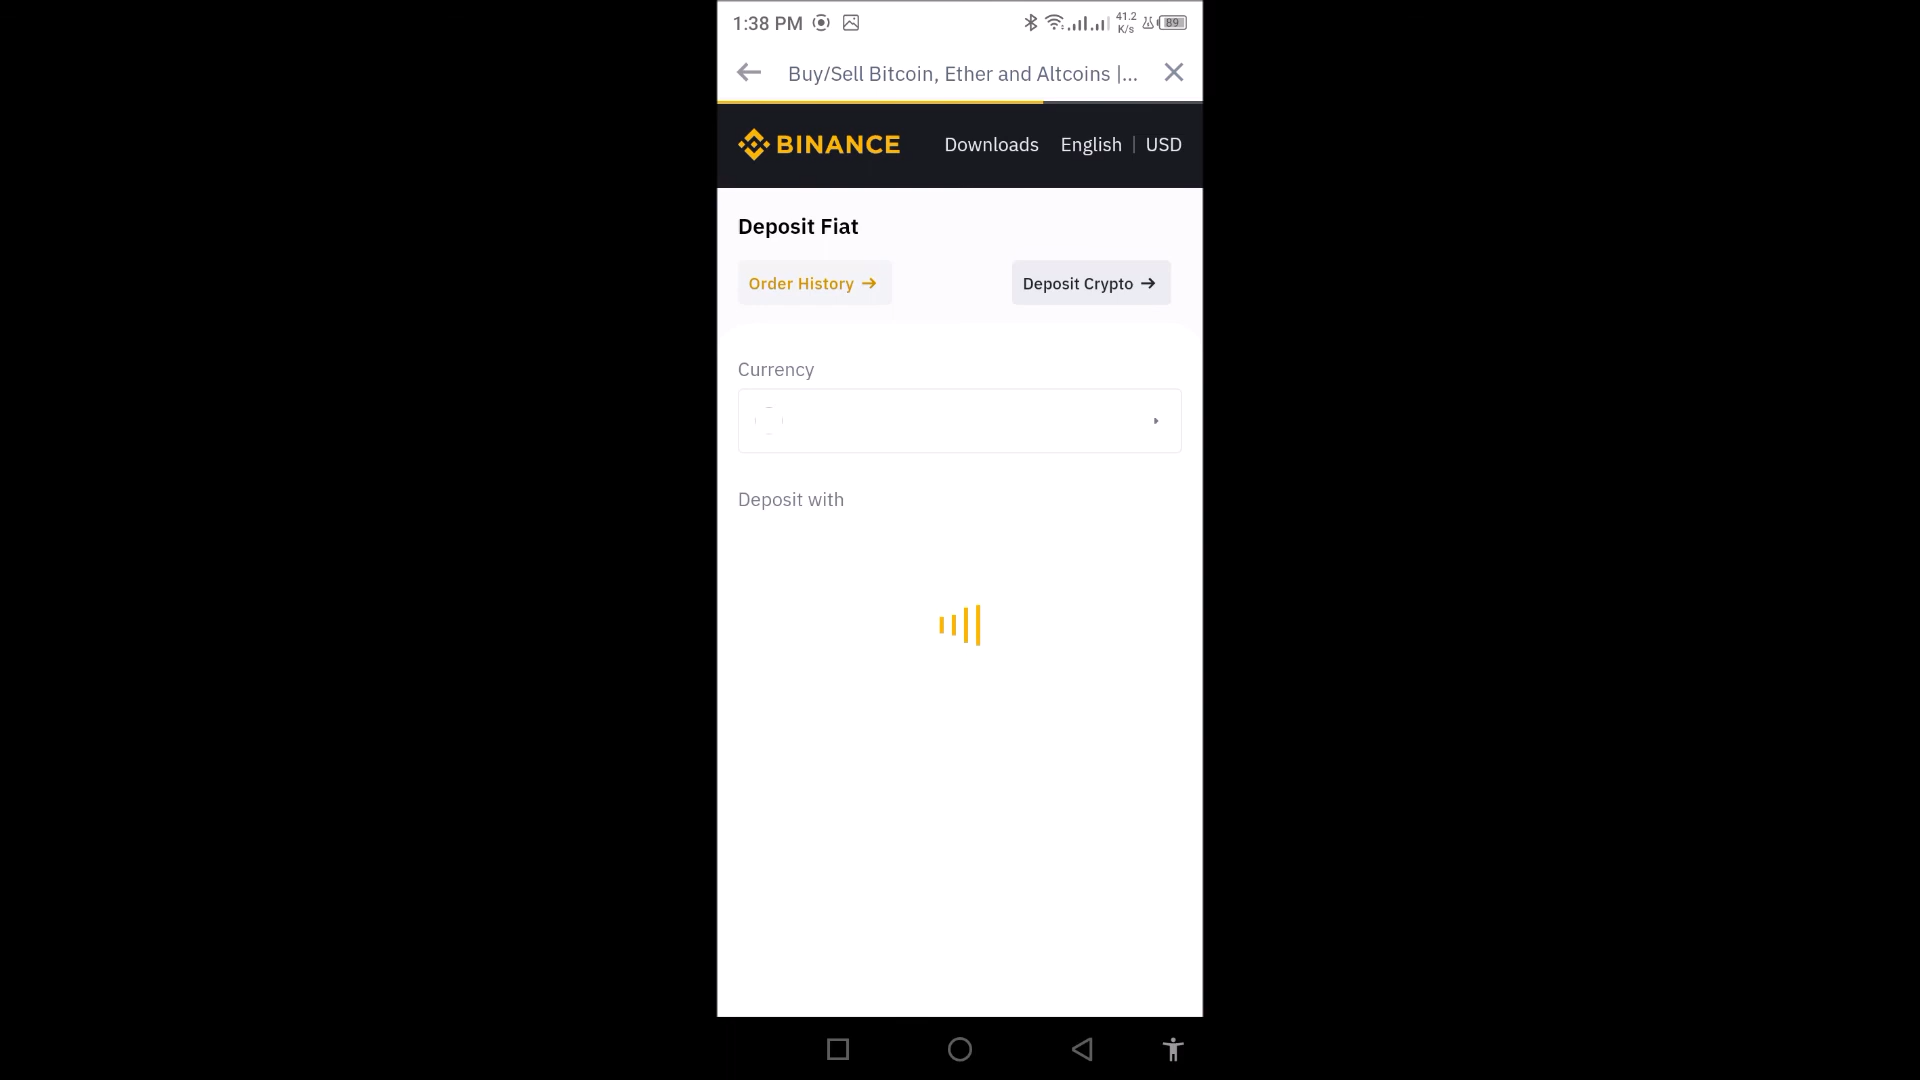 1:38 PM 41.2 K/s 89
Buy/Sell Bitcoin, Ether and Altcoins |...
BINANCE Downloads English | USD
Deposit Fiat
Order History → Deposit Crypto →
Currency
Deposit with